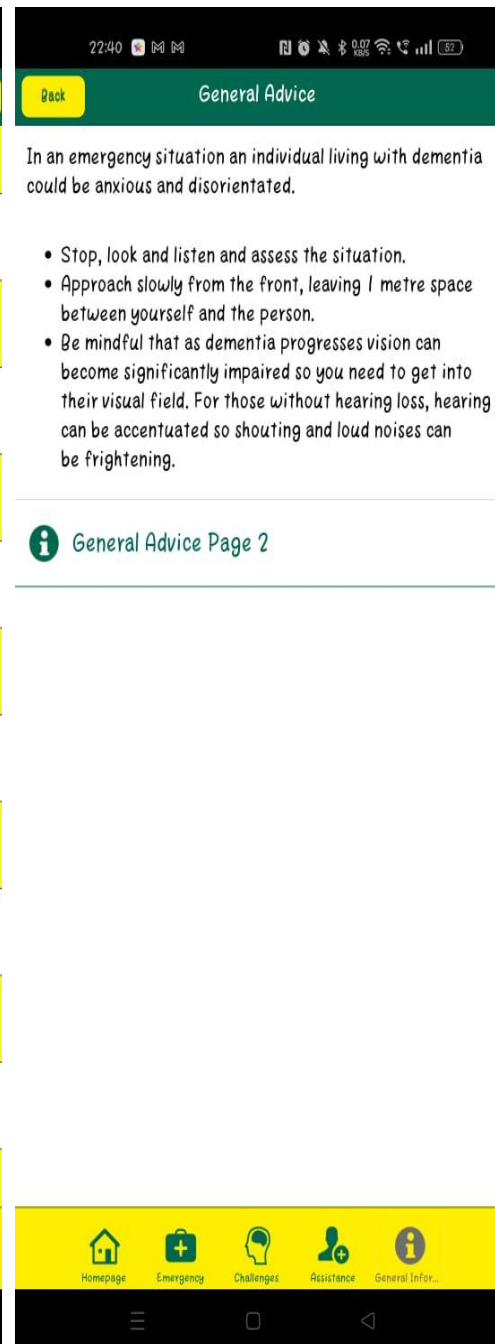 22:40 0.07 KB/S 52
Back General Advice
In an emergency situation an individual living with dementia
could be anxious and disorientated.
• Stop, look and listen and assess the situation.
• Approach slowly from the front, leaving 1 metre space
between yourself and the person.
• Be mindful that as dementia progresses vision can
become significantly impaired so you need to get into
their visual field. For those without hearing loss, hearing
can be accentuated so shouting and loud noises can
be frightening.
General Advice Page 2
Homepage Emergency Challenges Assistance General Infor...